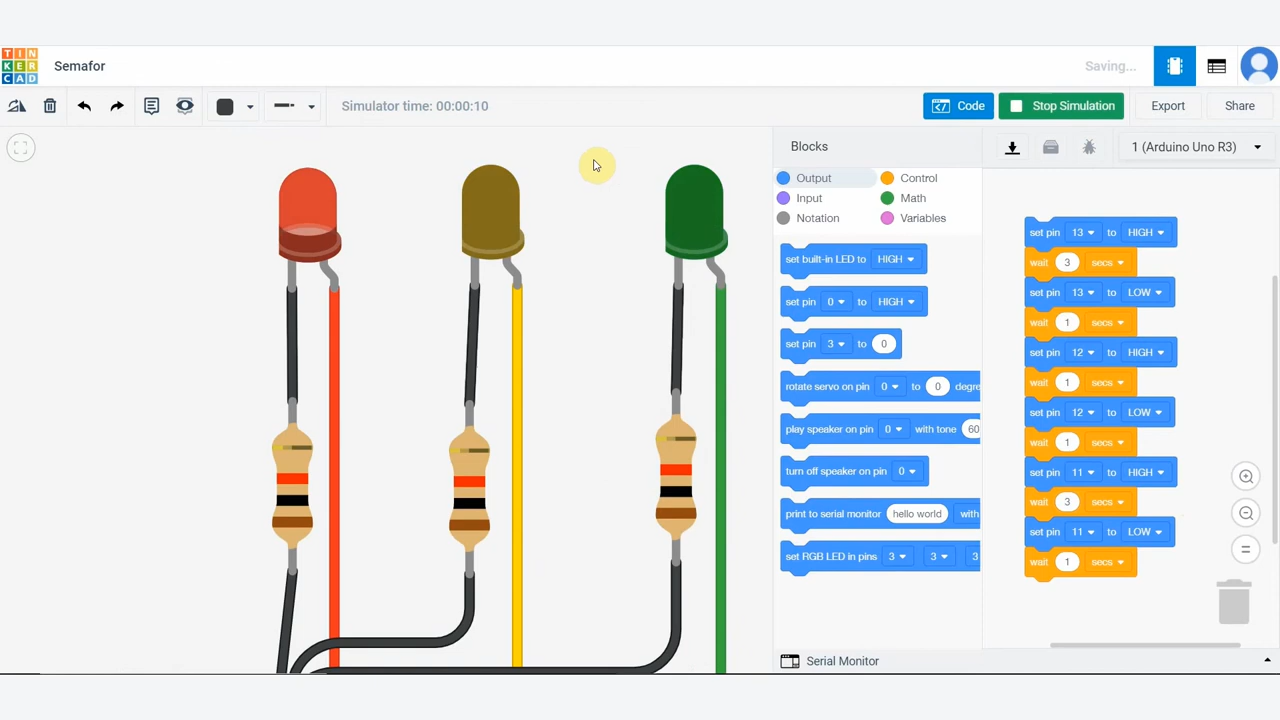 TIN
KER
CAD
Semafor
Saving...
Simulator time: 00:00:10
Code
Stop Simulation
Export
Share
Blocks
1 (Arduino Uno R3)
Output
Control
Input
Math
Notation
Variables
set built-in LED to HIGH
set pin 0 to HIGH
set pin 3 to 0
rotate servo on pin 0 to 0 degre
play speaker on pin 0 with tone 60
turn off speaker on pin 0
print to serial monitor hello world with
set RGB LED in pins 3 3 3
set pin 13 to HIGH
wait 3 secs
set pin 13 to LOW
wait 1 secs
set pin 12 to HIGH
wait 1 secs
set pin 12 to LOW
wait 1 secs
set pin 11 to HIGH
wait 3 secs
set pin 11 to LOW
wait 1 secs
Serial Monitor